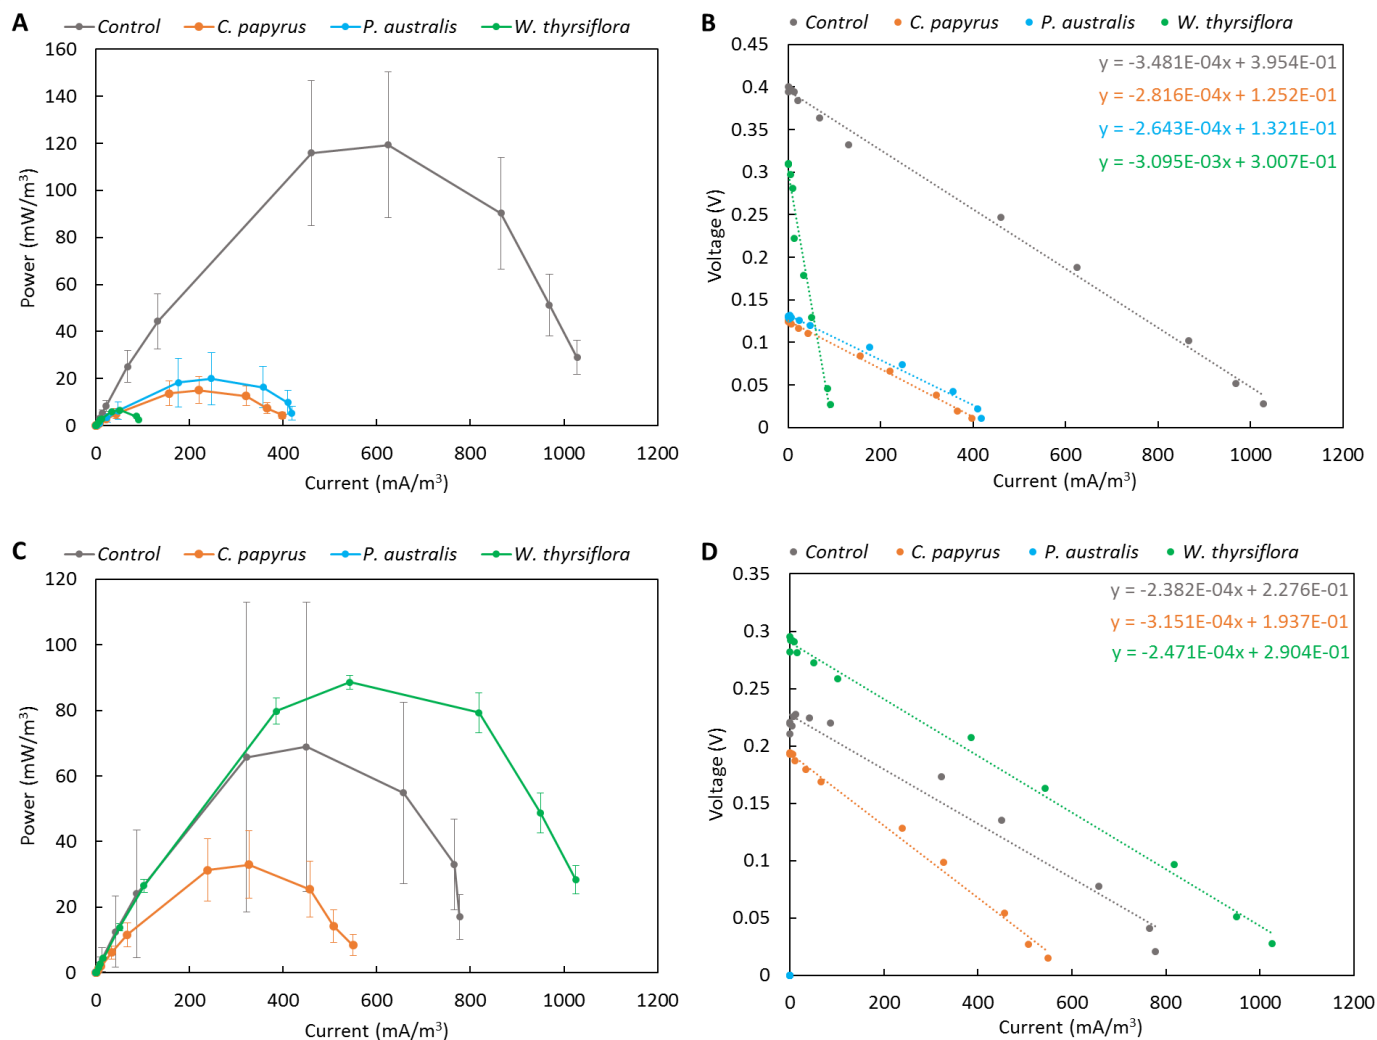 A
Control C. papyrus P. australis W. thyrsiflora
160
140
120
100
80
60
40
20
0
Power (mW/m³)
0 200 400 600 800 1000 1200
Current (mA/m³)
B
Control C. papyrus P. australis W. thyrsiflora
0.45
0.4
0.35
0.3
0.25
0.2
0.15
0.1
0.05
0
Voltage (V)
y = -3.481E-04x + 3.954E-01
y = -2.816E-04x + 1.252E-01
y = -2.643E-04x + 1.321E-01
y = -3.095E-03x + 3.007E-01
0 200 400 600 800 1000 1200
Current (mA/m³)
C
Control C. papyrus P. australis W. thyrsiflora
120
100
80
60
40
20
0
Power (mW/m³)
0 200 400 600 800 1000 1200
Current (mA/m³)
D
Control C. papyrus P. australis W. thyrsiflora
0.35
0.3
0.25
0.2
0.15
0.1
0.05
0
Voltage (V)
y = -2.382E-04x + 2.276E-01
y = -3.151E-04x + 1.937E-01
y = -2.471E-04x + 2.904E-01
0 200 400 600 800 1000 1200
Current (mA/m³)